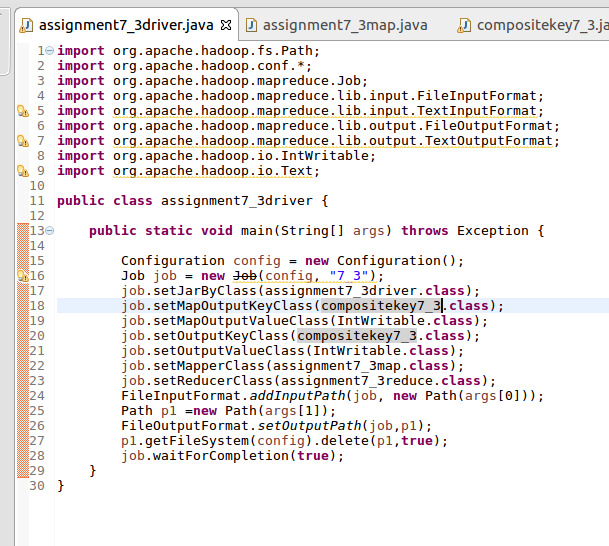 assignment7_3driver.java assignment7_3map.java compositekey7_3.ja
1 import org.apache.hadoop.fs.Path;
2 import org.apache.hadoop.conf.*;
3 import org.apache.hadoop.mapreduce.Job;
4 import org.apache.hadoop.mapreduce.lib.input.FileInputFormat;
5 import org.apache.hadoop.mapreduce.lib.input.TextInputFormat;
6 import org.apache.hadoop.mapreduce.lib.output.FileOutputFormat;
7 import org.apache.hadoop.mapreduce.lib.output.TextOutputFormat;
8 import org.apache.hadoop.io.IntWritable;
9 import org.apache.hadoop.io.Text;
10
11 public class assignment7_3driver {
12
13 public static void main(String[] args) throws Exception {
14
15 Configuration config = new Configuration();
16 Job job = new Job(config, "7_3");
17 job.setJarByClass(assignment7_3driver.class);
18 job.setMapOutputKeyClass(compositekey7_3.class);
19 job.setMapOutputValueClass(IntWritable.class);
20 job.setOutputKeyClass(compositekey7_3.class);
21 job.setOutputValueClass(IntWritable.class);
22 job.setMapperClass(assignment7_3map.class);
23 job.setReducerClass(assignment7_3reduce.class);
24 FileInputFormat.addInputPath(job, new Path(args[0]));
25 Path p1 =new Path(args[1]);
26 FileOutputFormat.setOutputPath(job,p1);
27 p1.getFileSystem(config).delete(p1,true);
28 job.waitForCompletion(true);
29 }
30 }